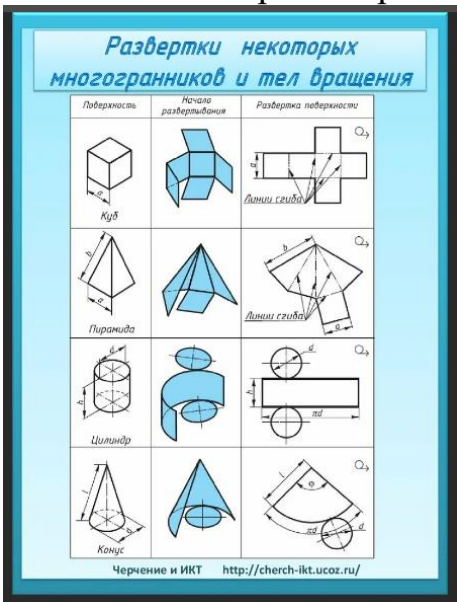 Развертки некоторых
многогранников и тел вращения
Поверхность
Начало
развертывания
Развертка поверхности
a
Куб
a
Линии сгиба
b
a
Пирамида
b
Линии сгиба
a
d
h
Цилиндр
d
h
πd
l
d
Конус
l
φ
πd
d
Черчение и ИКТ http://cherch-ikt.ucoz.ru/